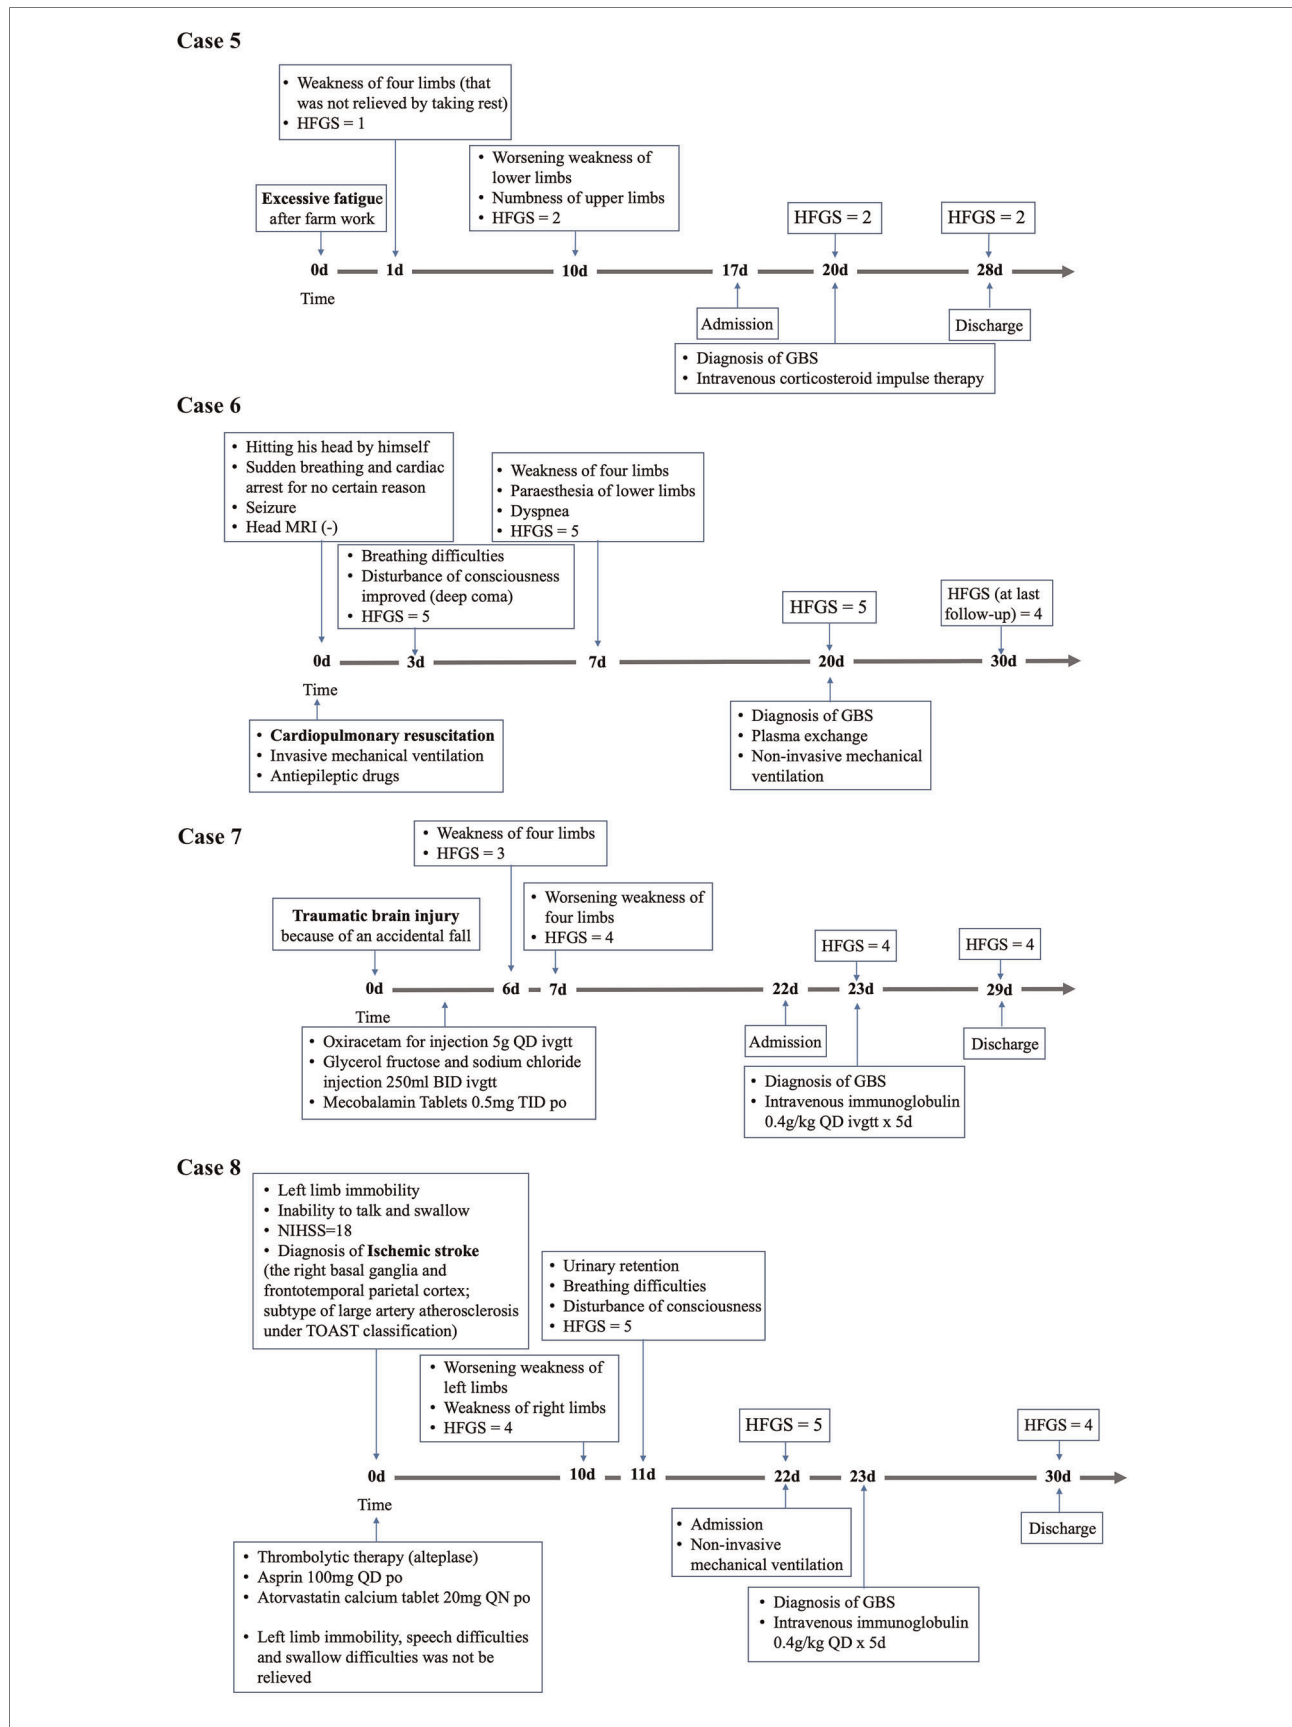 Case 5
• Weakness of four limbs (that
was not relieved by taking rest)
• HFGS = 1
• Worsening weakness of
lower limbs
• Numbness of upper limbs
• HFGS = 2
Excessive fatigue
after farm work
HFGS = 2
HFGS = 2
0d 1d 10d 17d 20d 28d
Time
Admission
Discharge
• Diagnosis of GBS
• Intravenous corticosteroid impulse therapy
Case 6
• Hitting his head by himself
• Sudden breathing and cardiac
arrest for no certain reason
• Seizure
• Head MRI (-)
• Weakness of four limbs
• Paraesthesia of lower limbs
• Dyspnea
• HFGS = 5
• Breathing difficulties
• Disturbance of consciousness
improved (deep coma)
• HFGS = 5
HFGS = 5
HFGS (at last
follow-up) = 4
0d 3d 7d 20d 30d
Time
• Cardiopulmonary resuscitation
• Invasive mechanical ventilation
• Antiepileptic drugs
• Diagnosis of GBS
• Plasma exchange
• Non-invasive mechanical
ventilation
Case 7
• Weakness of four limbs
• HFGS = 3
Traumatic brain injury
because of an accidental fall
• Worsening weakness of
four limbs
• HFGS = 4
HFGS = 4
HFGS = 4
0d 6d 7d 22d 23d 29d
Time
• Oxiracetam for injection 5g QD ivgtt
• Glycerol fructose and sodium chloride
injection 250ml BID ivgtt
• Mecobalamin Tablets 0.5mg TID po
Admission
Discharge
• Diagnosis of GBS
• Intravenous immunoglobulin
0.4g/kg QD ivgtt x 5d
Case 8
• Left limb immobility
• Inability to talk and swallow
• NIHSS=18
• Diagnosis of Ischemic stroke
(the right basal ganglia and
frontotemporal parietal cortex;
subtype of large artery atherosclerosis
under TOAST classification)
• Urinary retention
• Breathing difficulties
• Disturbance of consciousness
• HFGS = 5
• Worsening weakness of
left limbs
• Weakness of right limbs
• HFGS = 4
HFGS = 5
HFGS = 4
0d 10d 11d 22d 23d 30d
Time
• Thrombolytic therapy (alteplase)
• Asprin 100mg QD po
• Atorvastatin calcium tablet 20mg QN po
• Left limb immobility, speech difficulties
and swallow difficulties was not be
relieved
• Admission
• Non-invasive
mechanical ventilation
Discharge
• Diagnosis of GBS
• Intravenous immunoglobulin
0.4g/kg QD x 5d